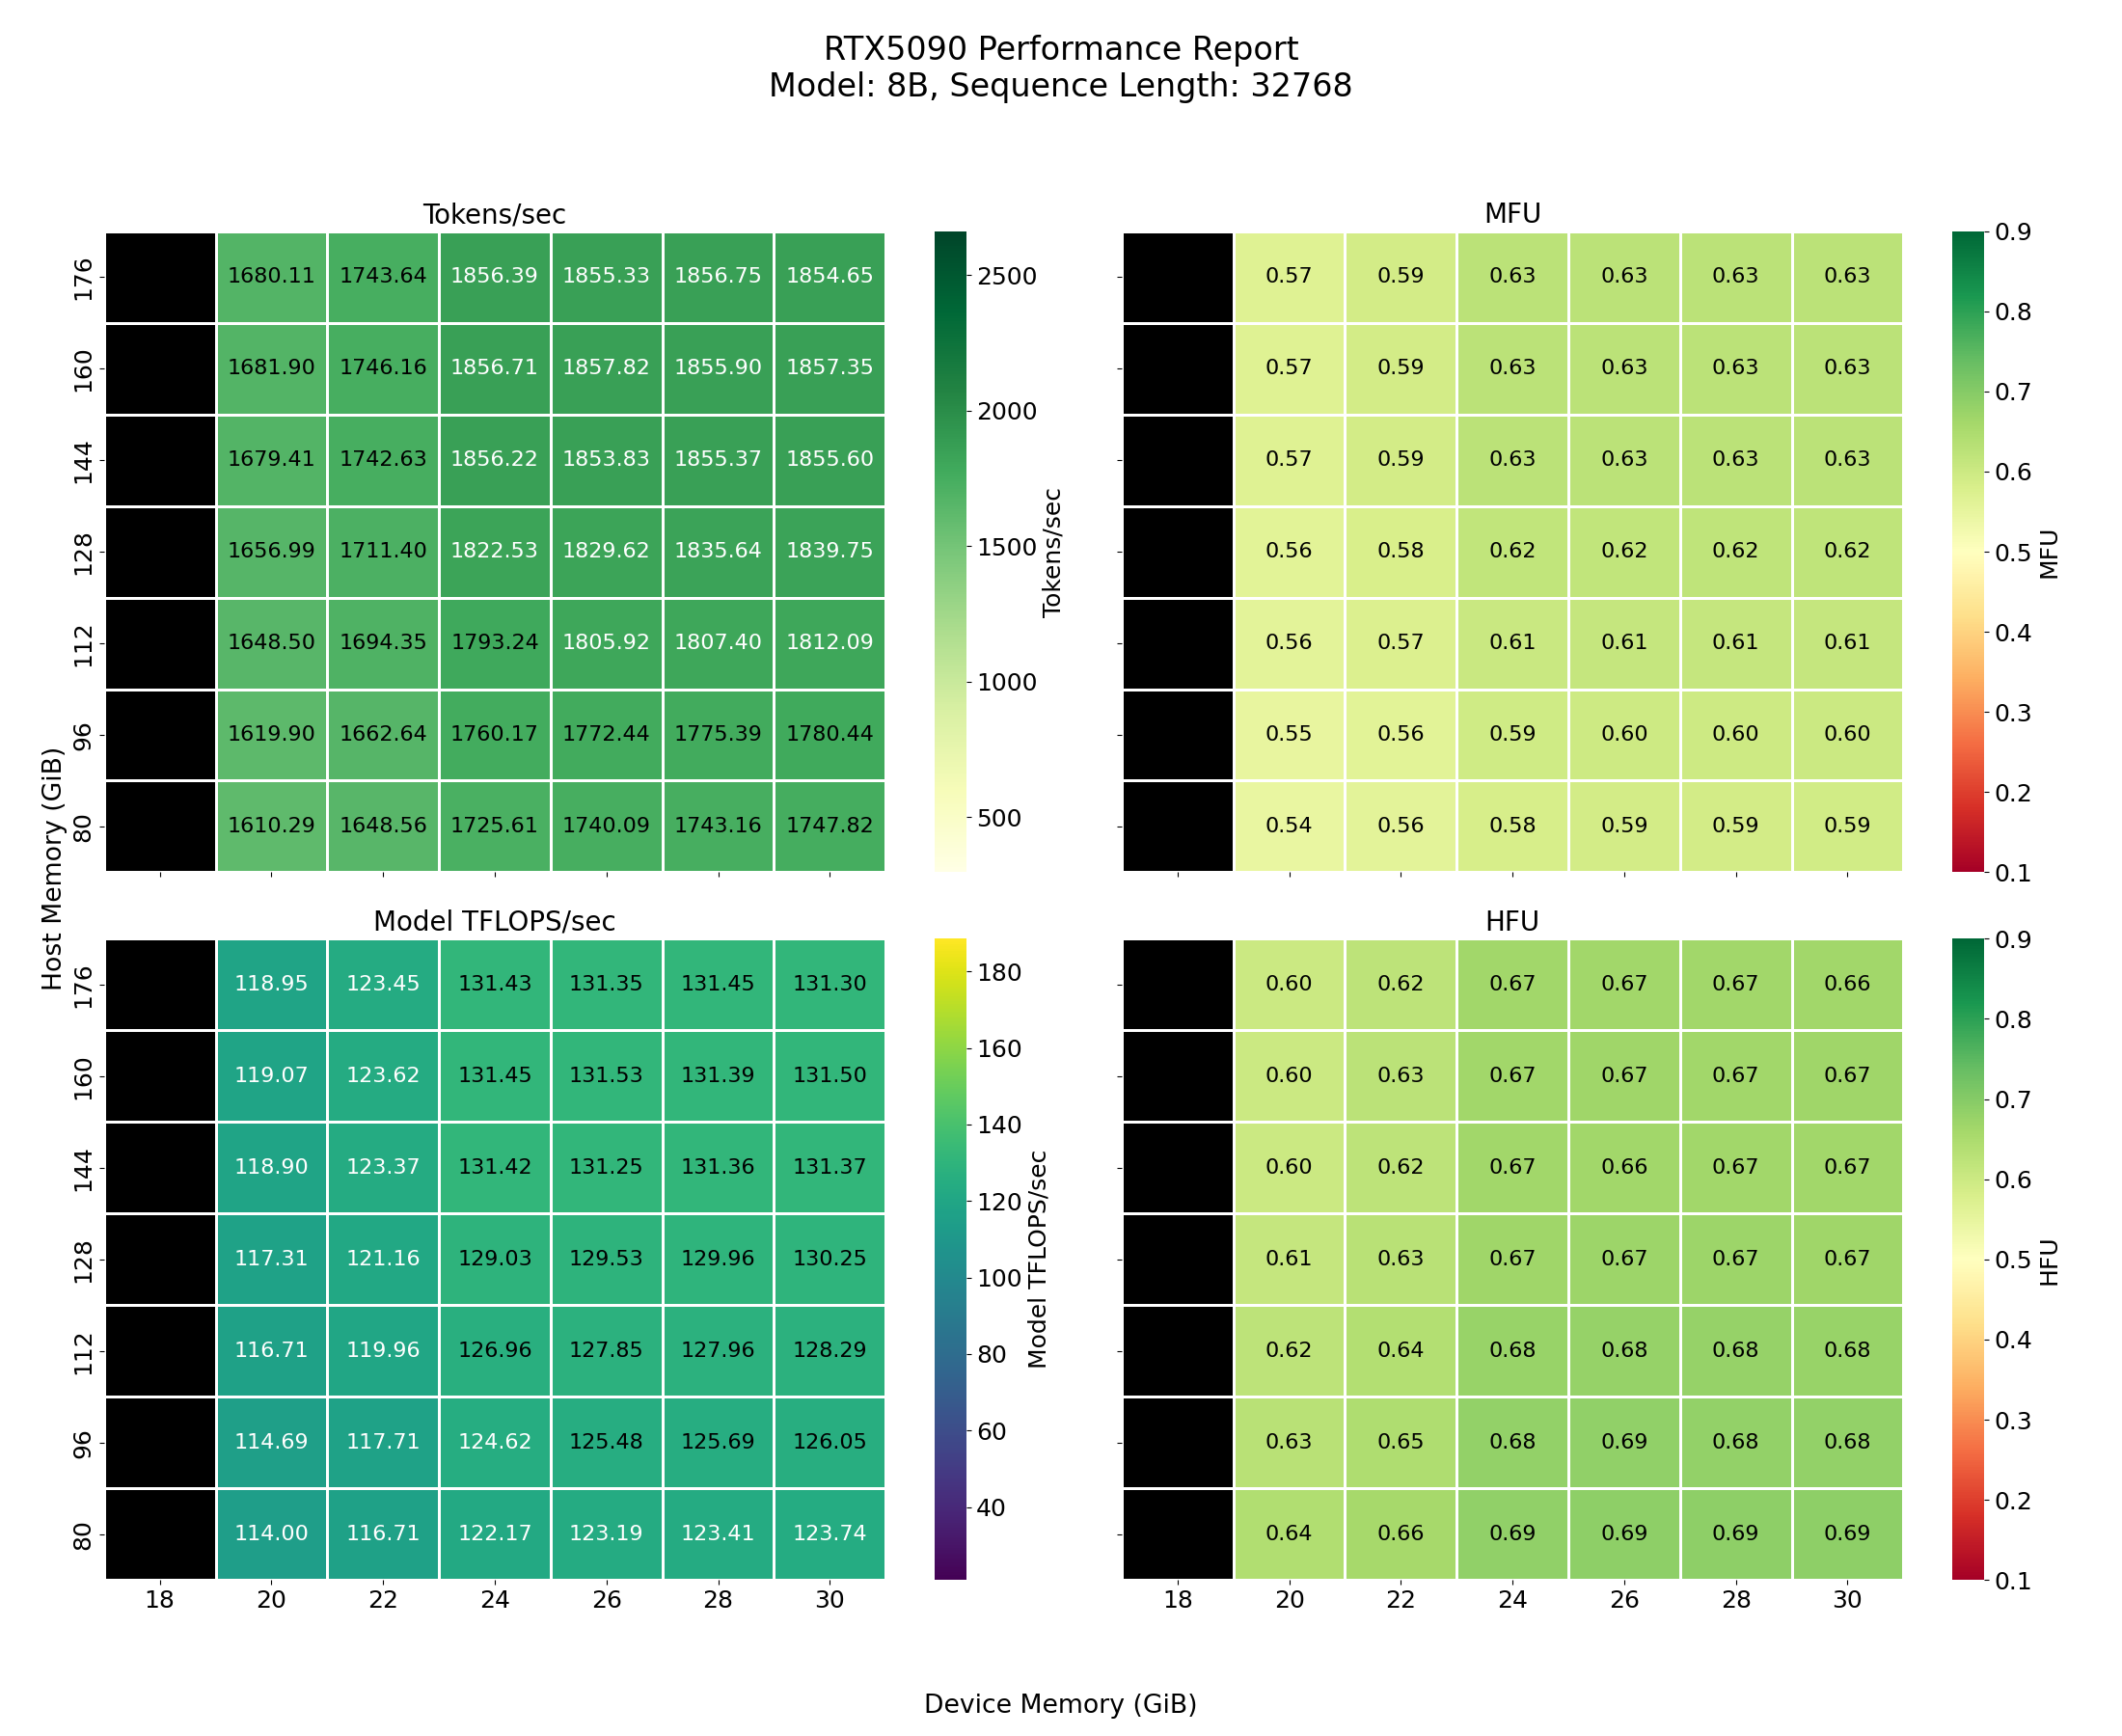 RTX5090 Performance Report
Model: 8B, Sequence Length: 32768
Tokens/sec
176 1680.11 1743.64 1856.39 1855.33 1856.75 1854.65
160 1681.90 1746.16 1856.71 1857.82 1855.90 1857.35
144 1679.41 1742.63 1856.22 1853.83 1855.37 1855.60
128 1656.99 1711.40 1822.53 1829.62 1835.64 1839.75
112 1648.50 1694.35 1793.24 1805.92 1807.40 1812.09
96 1619.90 1662.64 1760.17 1772.44 1775.39 1780.44
80 1610.29 1648.56 1725.61 1740.09 1743.16 1747.82
2500
2000
1500
1000
500
Tokens/sec
MFU
0.57 0.59 0.63 0.63 0.63 0.63
0.57 0.59 0.63 0.63 0.63 0.63
0.57 0.59 0.63 0.63 0.63 0.63
0.56 0.58 0.62 0.62 0.62 0.62
0.56 0.57 0.61 0.61 0.61 0.61
0.55 0.56 0.59 0.60 0.60 0.60
0.54 0.56 0.58 0.59 0.59 0.59
0.9
0.8
0.7
0.6
0.5
0.4
0.3
0.2
0.1
MFU
Host Memory (GiB)
Model TFLOPS/sec
176 118.95 123.45 131.43 131.35 131.45 131.30
160 119.07 123.62 131.45 131.53 131.39 131.50
144 118.90 123.37 131.42 131.25 131.36 131.37
128 117.31 121.16 129.03 129.53 129.96 130.25
112 116.71 119.96 126.96 127.85 127.96 128.29
96 114.69 117.71 124.62 125.48 125.69 126.05
80 114.00 116.71 122.17 123.19 123.41 123.74
18 20 22 24 26 28 30
180
160
140
120
100
80
60
40
Model TFLOPS/sec
HFU
0.60 0.62 0.67 0.67 0.67 0.66
0.60 0.63 0.67 0.67 0.67 0.67
0.60 0.62 0.67 0.66 0.67 0.67
0.61 0.63 0.67 0.67 0.67 0.67
0.62 0.64 0.68 0.68 0.68 0.68
0.63 0.65 0.68 0.69 0.68 0.68
0.64 0.66 0.69 0.69 0.69 0.69
18 20 22 24 26 28 30
0.9
0.8
0.7
0.6
0.5
0.4
0.3
0.2
0.1
HFU
Device Memory (GiB)